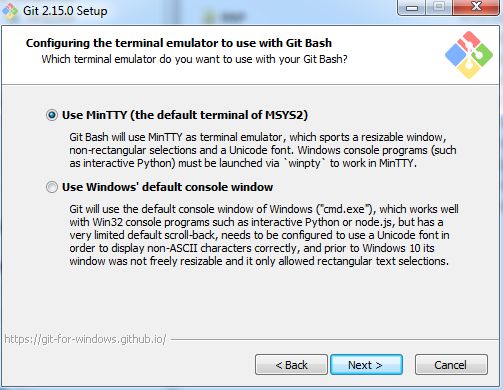 Git 2.15.0 Setup
Configuring the terminal emulator to use with Git Bash
Which terminal emulator do you want to use with your Git Bash?
Use MinTTY (the default terminal of MSYS2)
Git Bash will use MinTTY as terminal emulator, which sports a resizable window,
non-rectangular selections and a Unicode font. Windows console programs (such
as interactive Python) must be launched via `winpty` to work in MinTTY.
Use Windows' default console window
Git will use the default console window of Windows ("cmd.exe"), which works well
with Win32 console programs such as interactive Python or node.js, but has a
very limited default scroll-back, needs to be configured to use a Unicode font in
order to display non-ASCII characters correctly, and prior to Windows 10 its
window was not freely resizable and it only allowed rectangular text selections.
https://git-for-windows.github.io/
< Back
Next >
Cancel